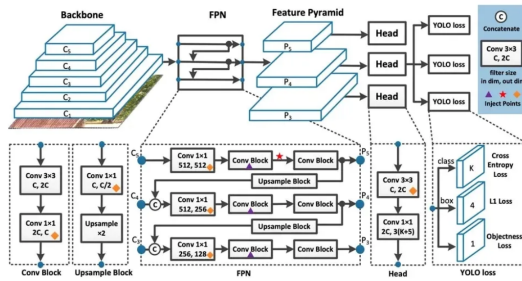 Backbone
FPN
Feature Pyramid
C5
C4
C3
C2
C1
P5
P4
P3
Head
Head
Head
YOLO loss
YOLO loss
YOLO loss
C
Concatenate
Conv 3×3
C, 2C
filter size
in dim, out di
Inject Points
Conv 3×3
C, 2C
Conv 1×1
2C, C
Conv Block
Conv 1×1
C, C/2
Upsample
×2
Upsample Block
C5
Conv 1×1
512, 512
Conv Block
Conv Block
P5
Upsample Block
C4
C
Conv 1×1
512, 256
Conv Block
Conv Block
P4
Upsample Block
C3
C
Conv 1×1
256, 128
Conv Block
Conv Block
P3
FPN
Conv 3×3
C, 2C
Conv 1×1
2C, 3(K+5)
Head
class
K
Cross
Entropy
Loss
box
4
L1 Loss
1
Objectness
Loss
YOLO loss